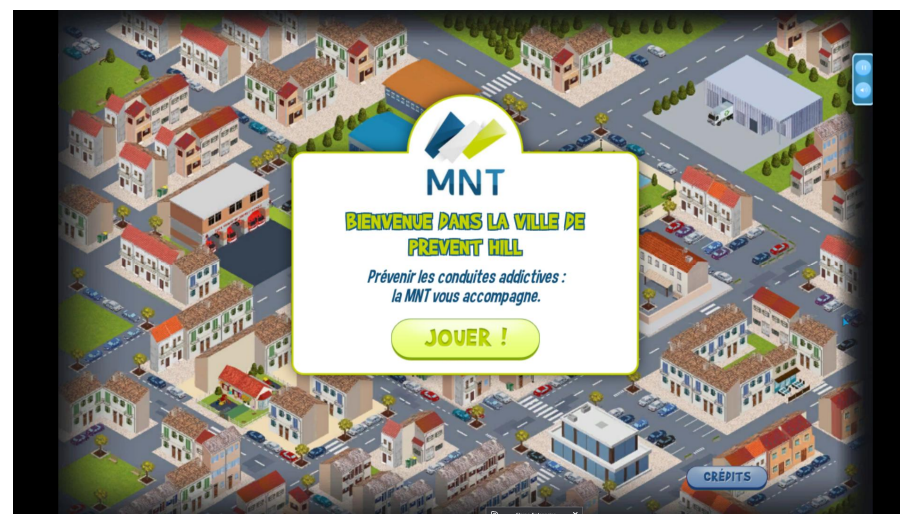 MNT
BIENVENUE DANS LA VILLE DE
PREVENT HILL
Prévenir les conduites addictives :
la MNT vous accompagne.
JOUER !
CRÉDITS